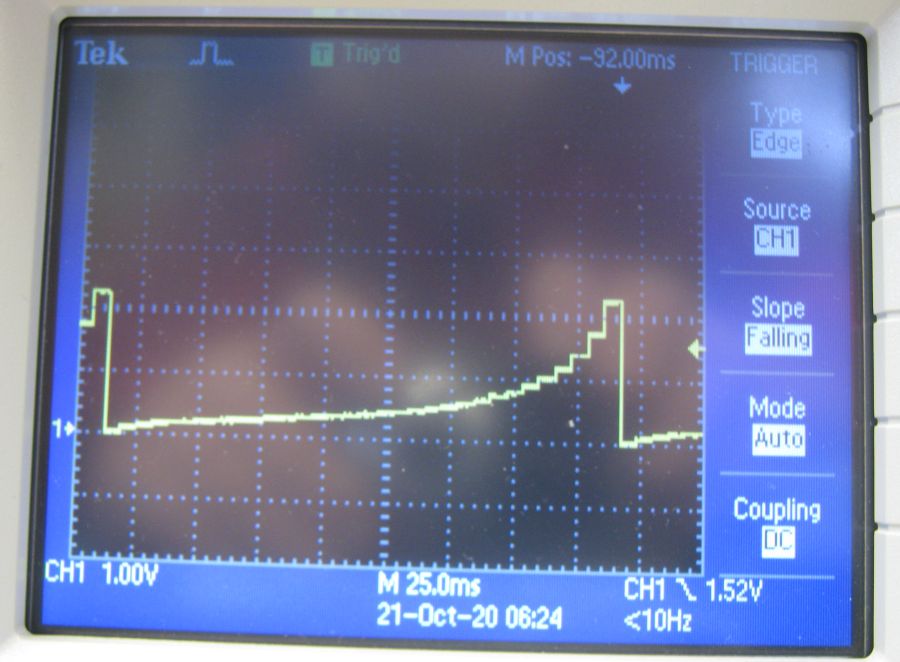 Tek T Trig'd M Pos: -92.00ms TRIGGER
Type
Edge
Source
CH1
Slope
Falling
Mode
Auto
Coupling
DC
1
CH1 1.00V M 25.0ms CH1 1.52V
21-Oct-20 06:24 <10Hz